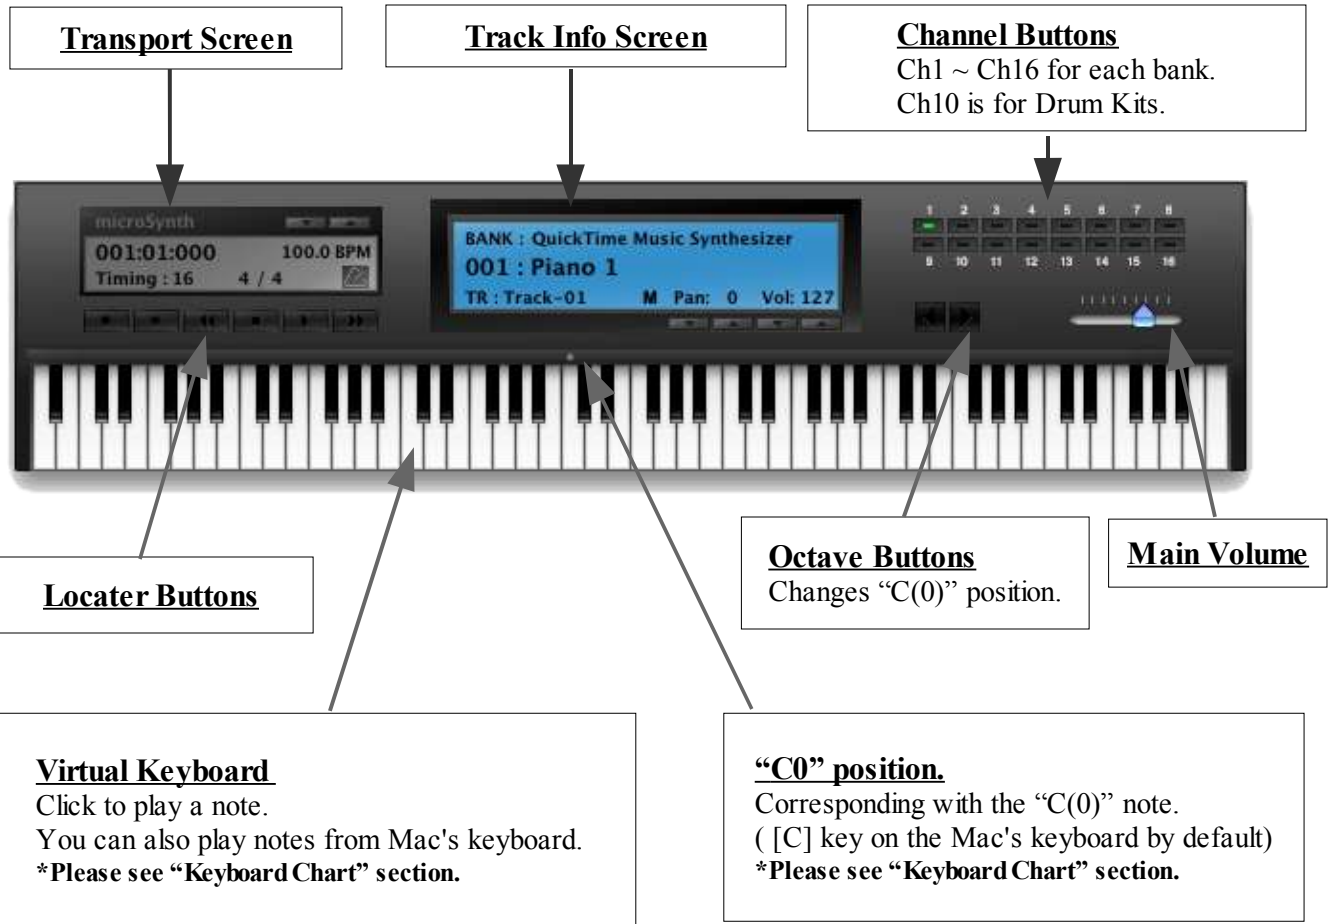 Transport Screen
Track Info Screen
Channel Buttons
Ch1 ~ Ch16 for each bank.
Ch10 is for Drum Kits.
microSynth
001:01:000 100.0 BPM
Timing : 16 4 / 4
BANK : QuickTime Music Synthesizer
001 : Piano 1
TR : Track-01 M Pan: 0 Vol: 127
1 2 3 4 5 6 7 8
9 10 11 12 13 14 15 16
Locater Buttons
Octave Buttons
Changes “C(0)” position.
Main Volume
Virtual Keyboard
Click to play a note.
You can also play notes from Mac's keyboard.
*Please see “Keyboard Chart” section.
“C0” position.
Corresponding with the “C(0)” note.
( [C] key on the Mac's keyboard by default)
*Please see “Keyboard Chart” section.